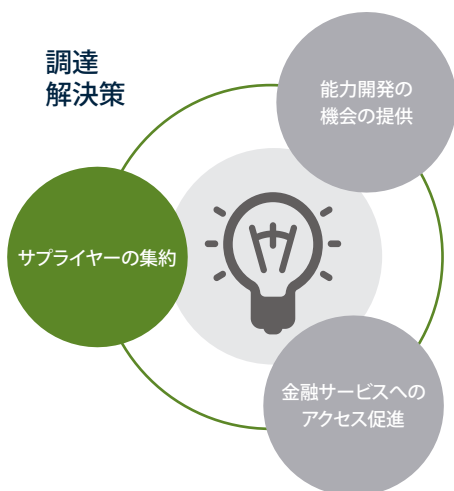 調達
解決策
能力開発の
機会の提供
サプライヤーの集約
金融サービスへの
アクセス促進